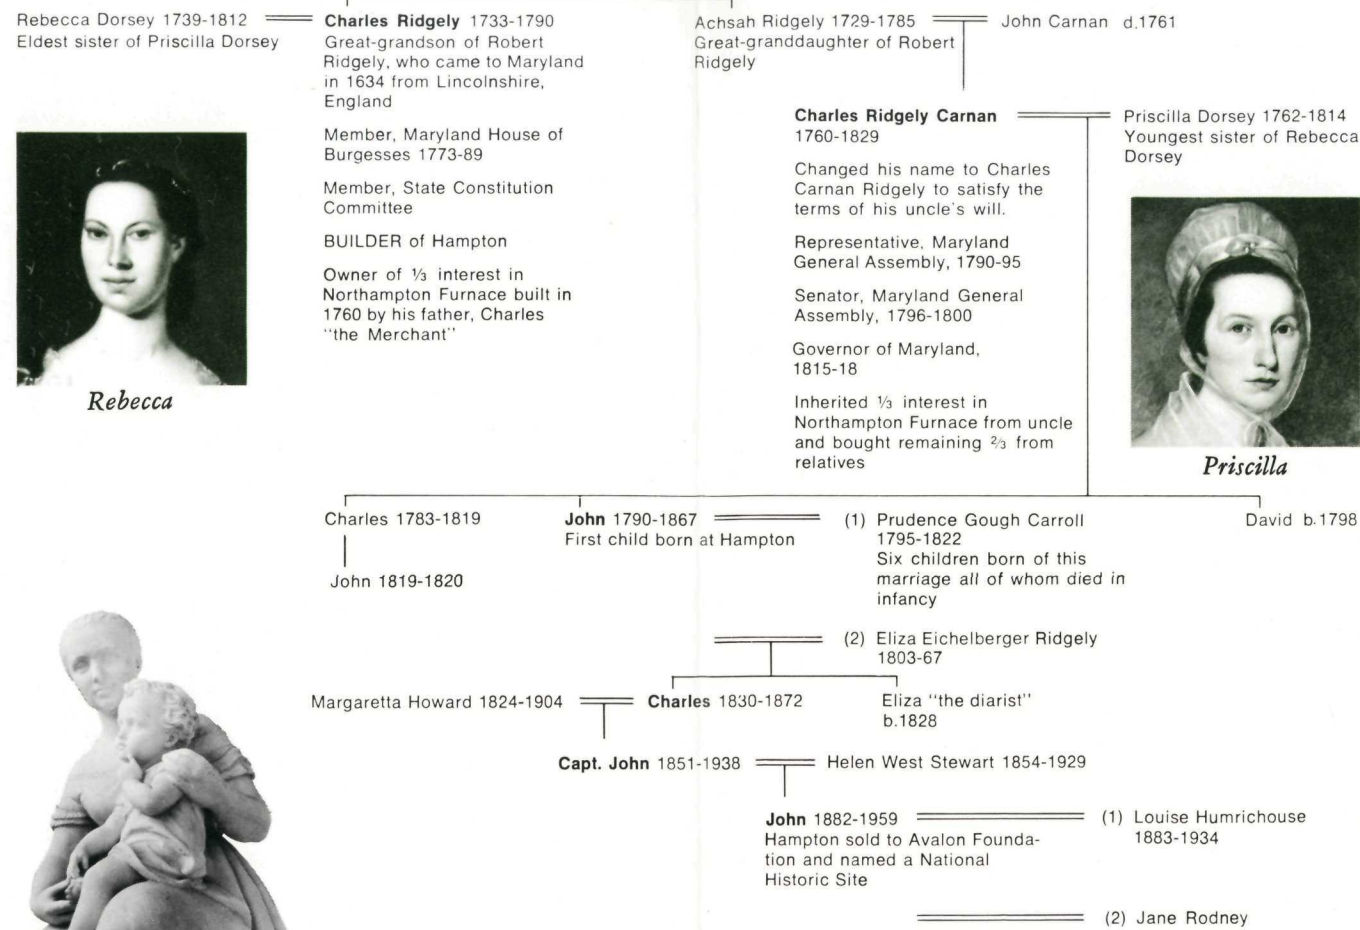 Rebecca Dorsey 1739-1812
Eldest sister of Priscilla Dorsey
Charles Ridgely 1733-1790
Great-grandson of Robert
Ridgely, who came to Maryland
in 1634 from Lincolnshire,
England
Member, Maryland House of
Burgesses 1773-89
Member, State Constitution
Committee
BUILDER of Hampton
Owner of ⅓ interest in
Northampton Furnace built in
1760 by his father, Charles
"the Merchant"
Rebecca
Achsah Ridgely 1729-1785
Great-granddaughter of Robert
Ridgely
John Carnan d.1761
Charles Ridgely Carnan
1760-1829
Changed his name to Charles
Carnan Ridgely to satisfy the
terms of his uncle's will.
Representative, Maryland
General Assembly, 1790-95
Senator, Maryland General
Assembly, 1796-1800
Governor of Maryland,
1815-18
Inherited ⅓ interest in
Northampton Furnace from uncle
and bought remaining ⅔ from
relatives
Priscilla Dorsey 1762-1814
Youngest sister of Rebecca
Dorsey
Priscilla
Charles 1783-1819
John 1819-1820
John 1790-1867
First child born at Hampton
(1) Prudence Gough Carroll
1795-1822
Six children born of this
marriage all of whom died in
infancy
David b.1798
(2) Eliza Eichelberger Ridgely
1803-67
Margaretta Howard 1824-1904
Charles 1830-1872
Eliza "the diarist"
b.1828
Capt. John 1851-1938
Helen West Stewart 1854-1929
John 1882-1959
Hampton sold to Avalon Founda-
tion and named a National
Historic Site
(1) Louise Humrichouse
1883-1934
(2) Jane Rodney